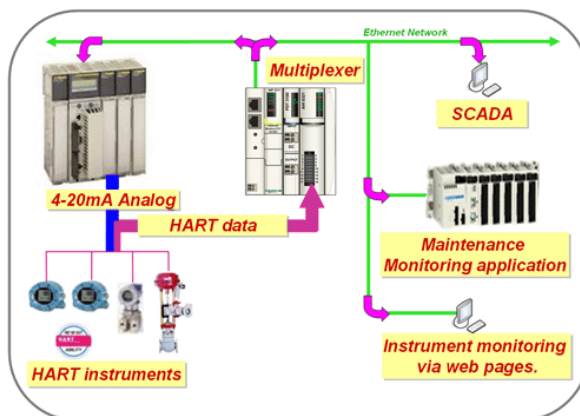 Ethernet Network
Multiplexer
SCADA
4-20mA Analog
HART data
Maintenance
Monitoring application
HART instruments
HART
Instrument monitoring
via web pages.